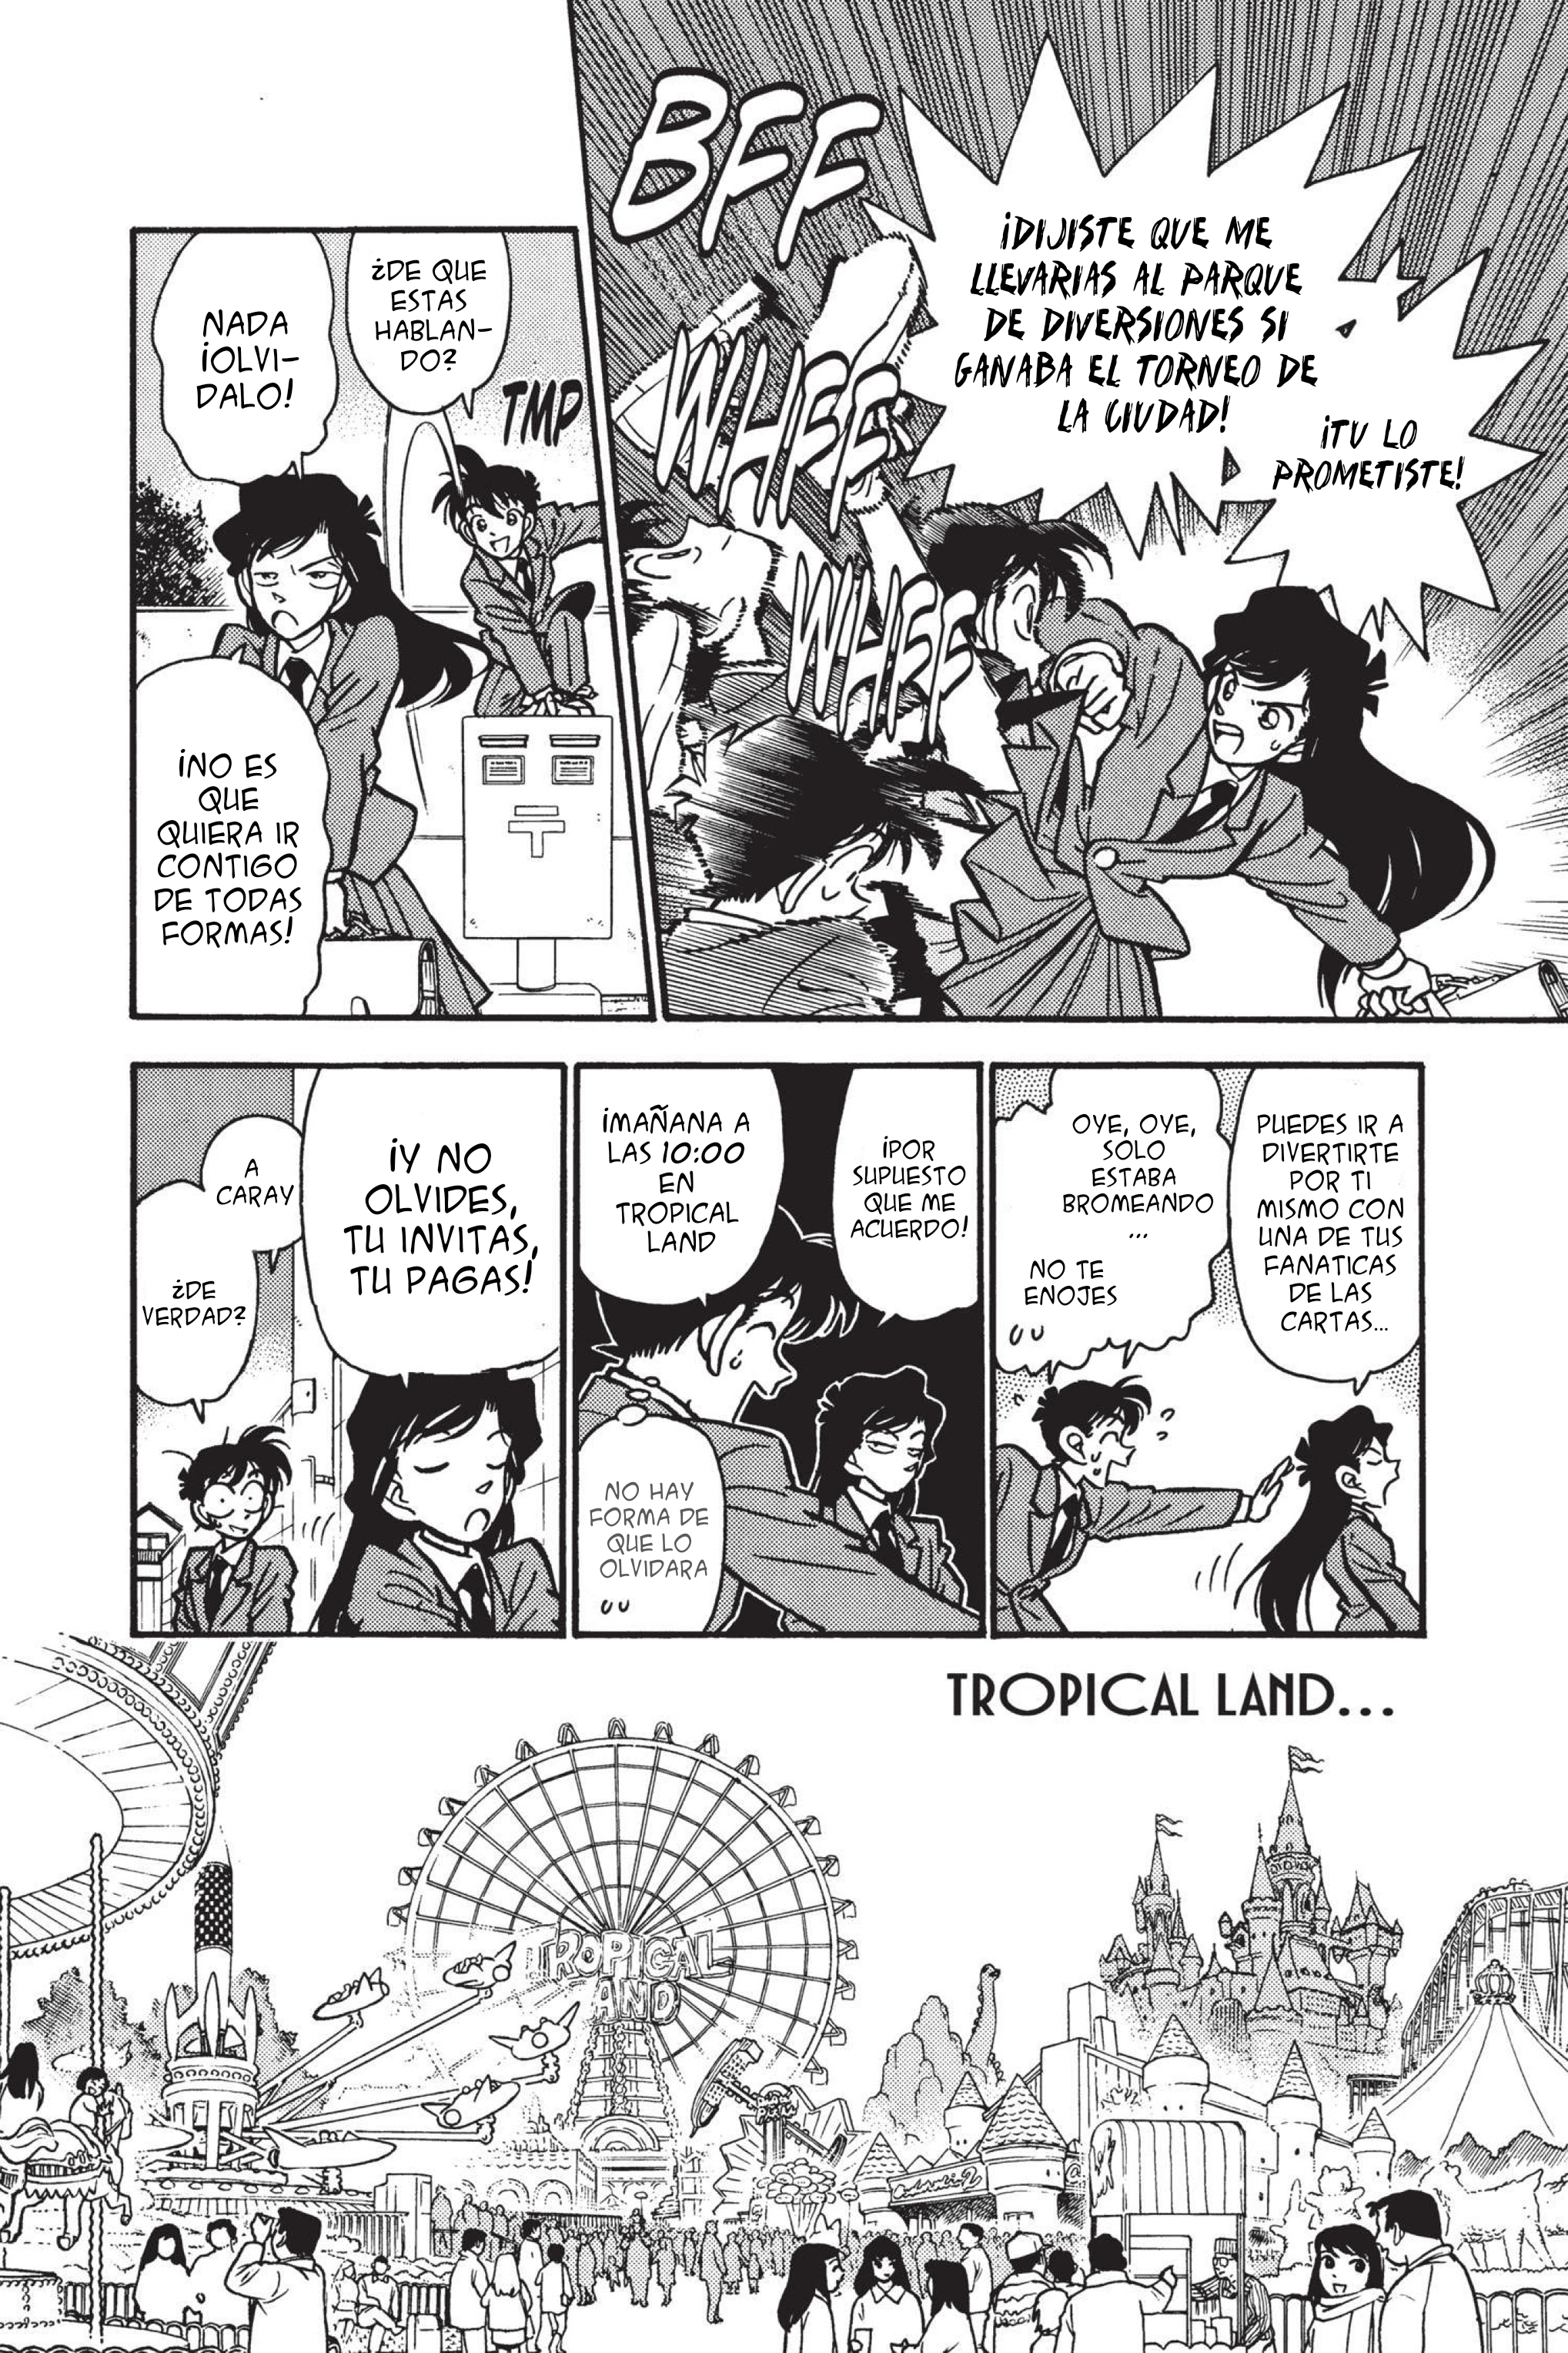 BFF
¡DIJISTE QUE ME
LLEVARIAS AL PARQUE
DE DIVERSIONES SI
GANABA EL TORNEO DE
LA CIUDAD!
¡TU LO
PROMETISTE!
WHFF
WHFF
¿DE QUE
ESTAS
HABLAN-
DO?
TMP
NADA
¡OLVI-
DALO!
¡NO ES
QUE
QUIERA IR
CONTIGO
DE TODAS
FORMAS!
PUEDES IR A
DIVERTIRTE
POR TI
MISMO CON
UNA DE TUS
FANATICAS
DE LAS
CARTAS...
OYE, OYE,
SOLO
ESTABA
BROMEANDO
...
NO TE
ENOJES
¡POR
SUPUESTO
QUE ME
ACUERDO!
¡MAÑANA A
LAS 10:00
EN
TROPICAL
LAND
NO HAY
FORMA DE
QUE LO
OLVIDARA
¡Y NO
OLVIDES,
TU INVITAS,
TU PAGAS!
A
CARAY
¿DE
VERDAD?
TROPICAL LAND...
TROPICAL
LAND